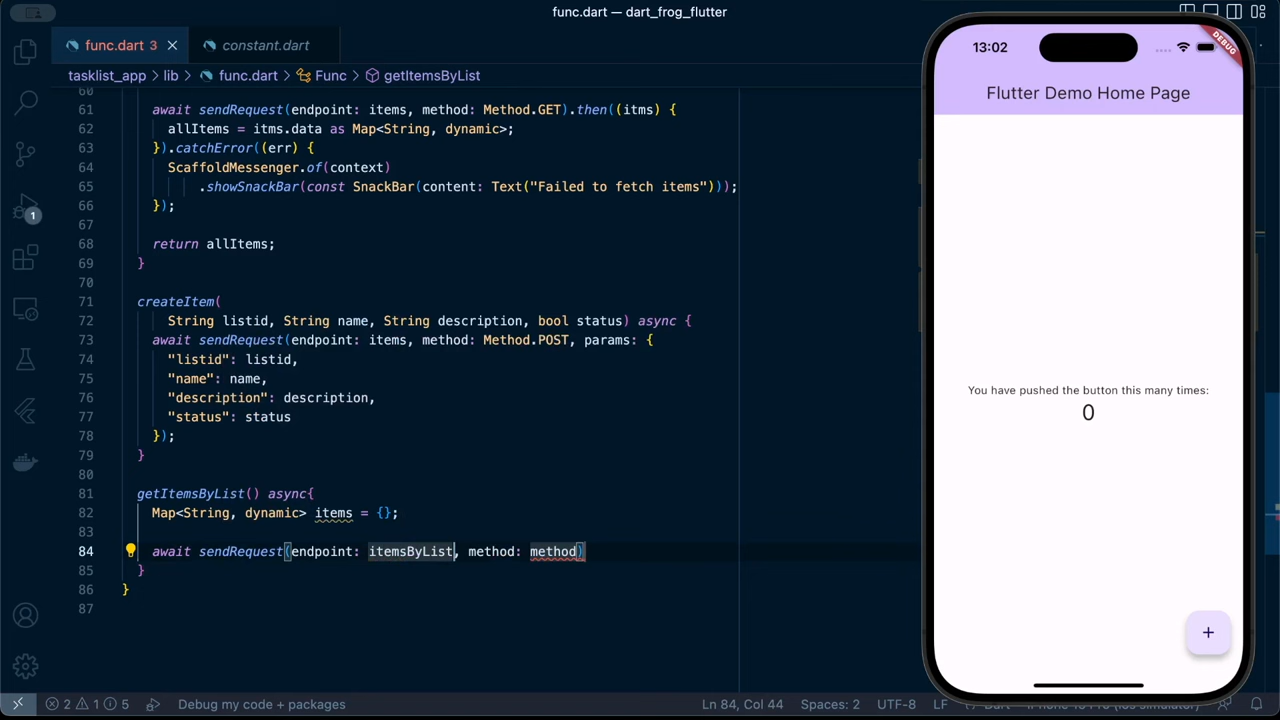 func.dart — dart_frog_flutter
func.dart 3
constant.dart
tasklist_app > lib > func.dart > Func > getItemsByList
60
61 await sendRequest(endpoint: items, method: Method.GET).then((itms) {
62 allItems = itms.data as Map<String, dynamic>;
63 }).catchError((err) {
64 ScaffoldMessenger.of(context)
65 .showSnackBar(const SnackBar(content: Text("Failed to fetch items")));
66 });
67
68 return allItems;
69 }
70
71 createItem(
72 String listid, String name, String description, bool status) async {
73 await sendRequest(endpoint: items, method: Method.POST, params: {
74 "listid": listid,
75 "name": name,
76 "description": description,
77 "status": status
78 });
79 }
80
81 getItemsByList() async{
82 Map<String, dynamic> items = {};
83
84 await sendRequest(endpoint: itemsByList, method: method)
85 }
86 }
87
1
2 1 5 Debug my code + packages
Ln 84, Col 44 Spaces: 2 UTF-8 LF
13:02
DEBUG
Flutter Demo Home Page
You have pushed the button this many times:
0
+